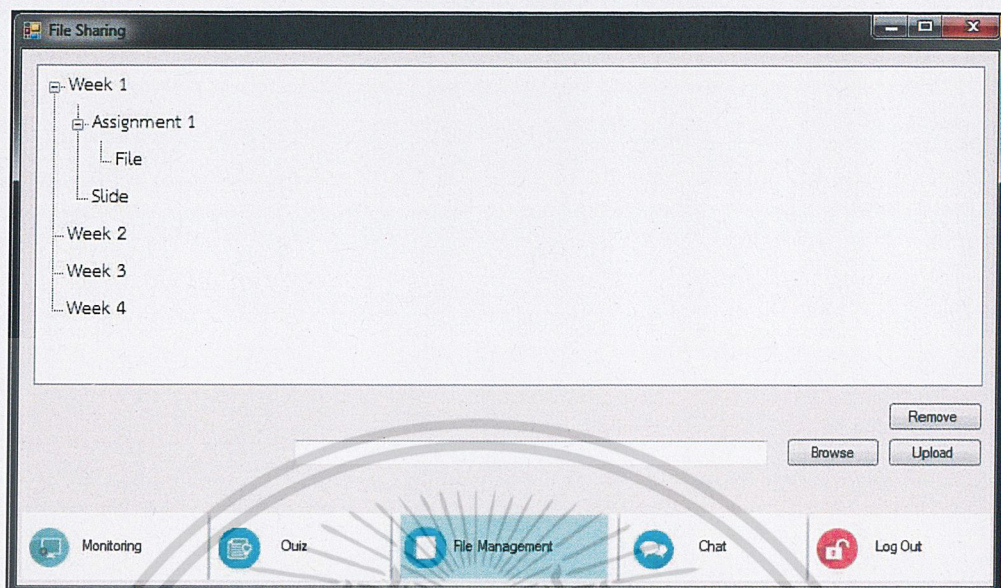 File Sharing
Week 1
Assignment 1
File
Slide
Week 2
Week 3
Week 4
Remove
Browse Upload
Monitoring Quiz File Management Chat Log Out